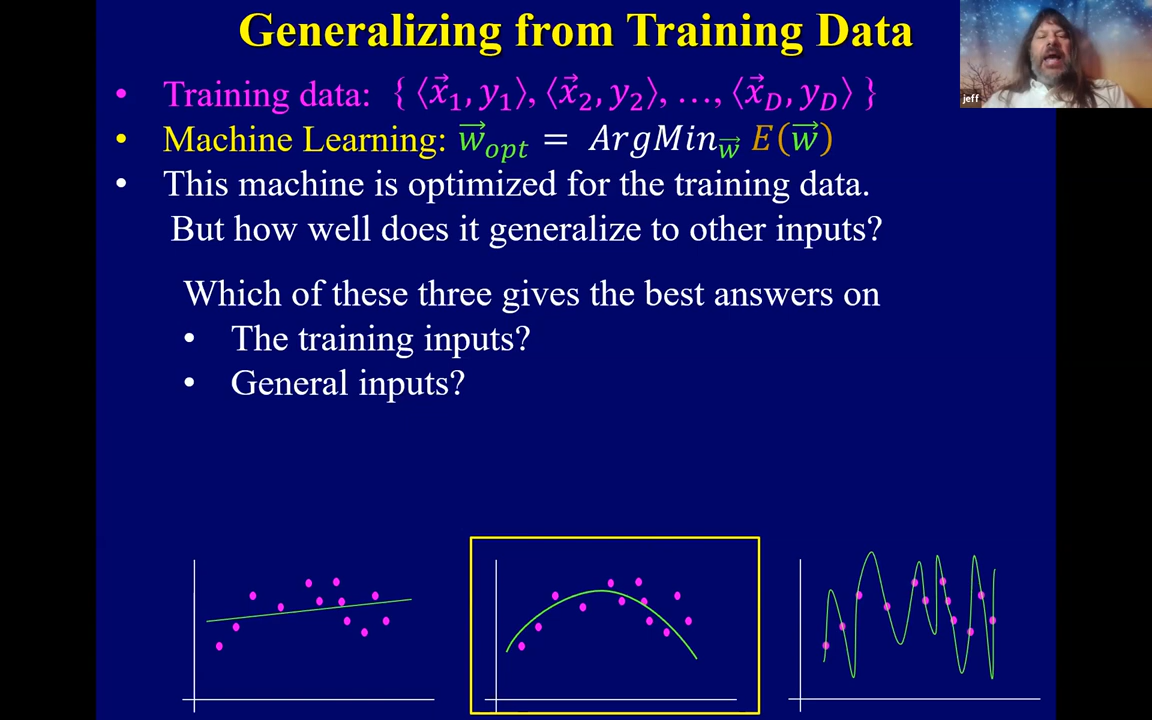 Generalizing from Training Data
jeff
• Training data: { ⟨x⃗₁, y₁⟩, ⟨x⃗₂, y₂⟩, …, ⟨x⃗_D, y_D⟩ }
• Machine Learning: w⃗_opt = ArgMin_w⃗ E(w⃗)
• This machine is optimized for the training data.
But how well does it generalize to other inputs?
Which of these three gives the best answers on
• The training inputs?
• General inputs?